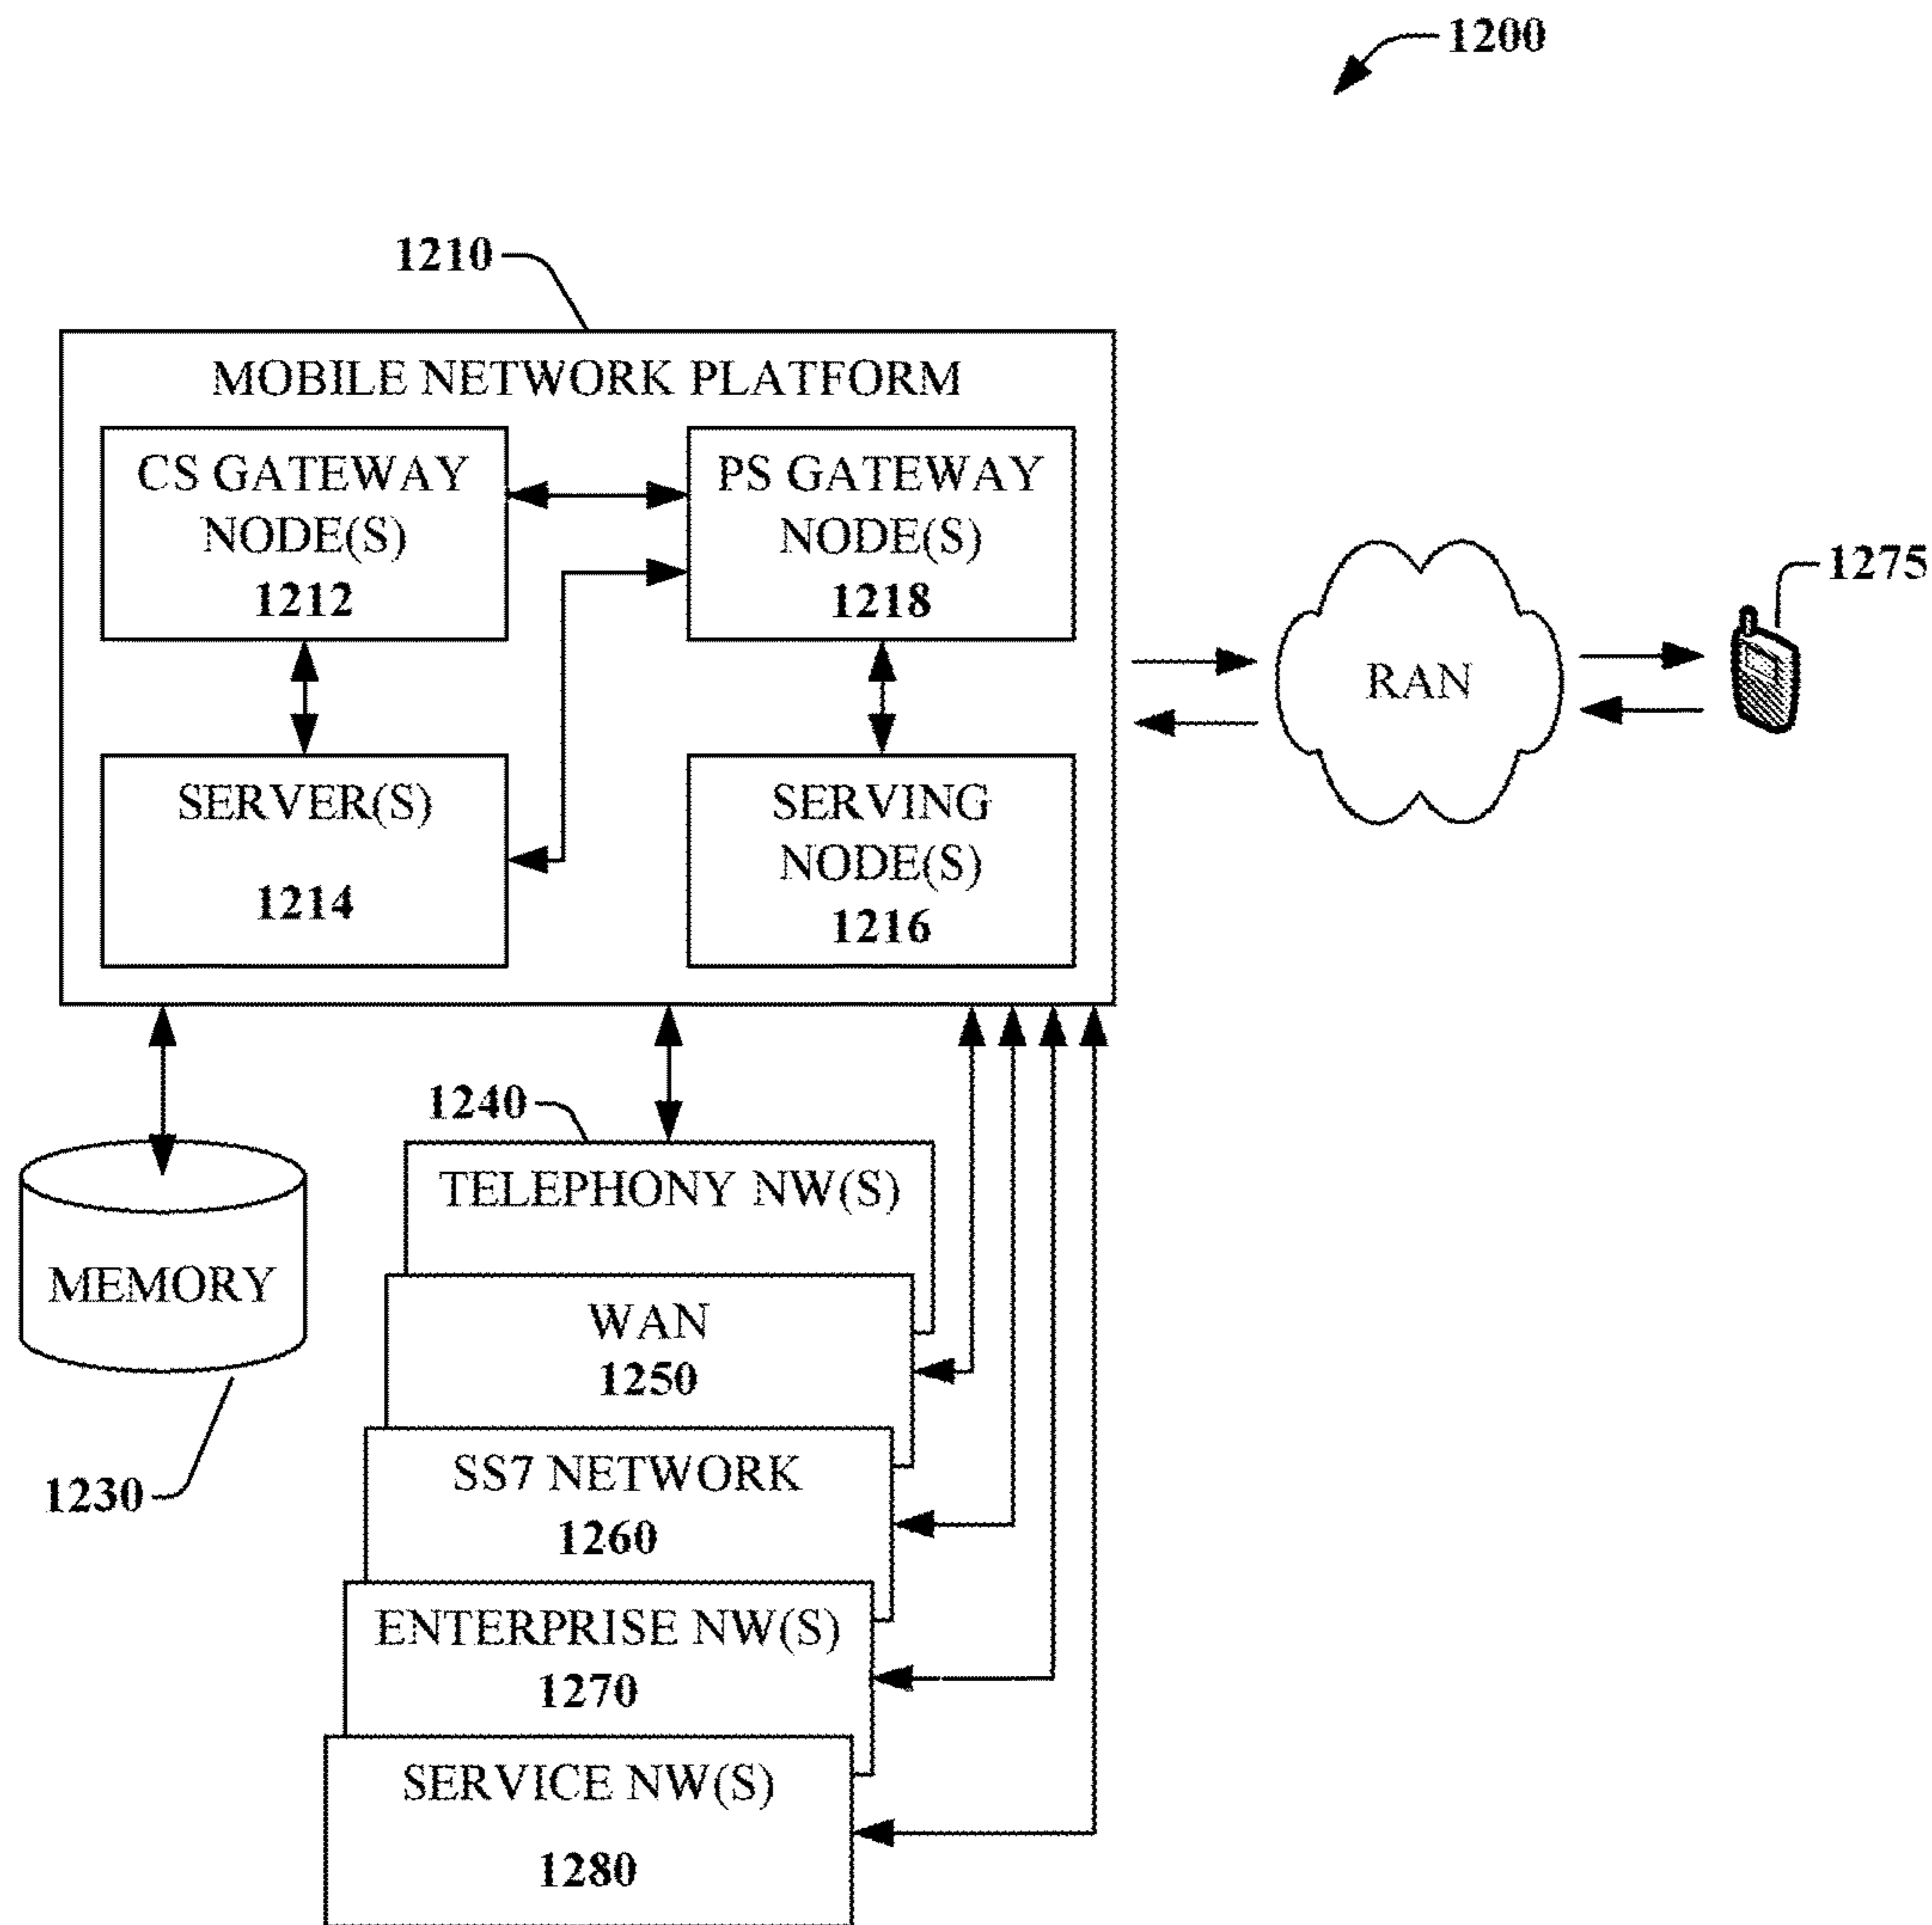 1200
1210
MOBILE NETWORK PLATFORM
CS GATEWAY
NODE(S)
1212
PS GATEWAY
NODE(S)
1218
SERVER(S)
1214
SERVING
NODE(S)
1216
RAN
1275
1240
TELEPHONY NW(S)
MEMORY
1230
WAN
1250
SS7 NETWORK
1260
ENTERPRISE NW(S)
1270
SERVICE NW(S)
1280